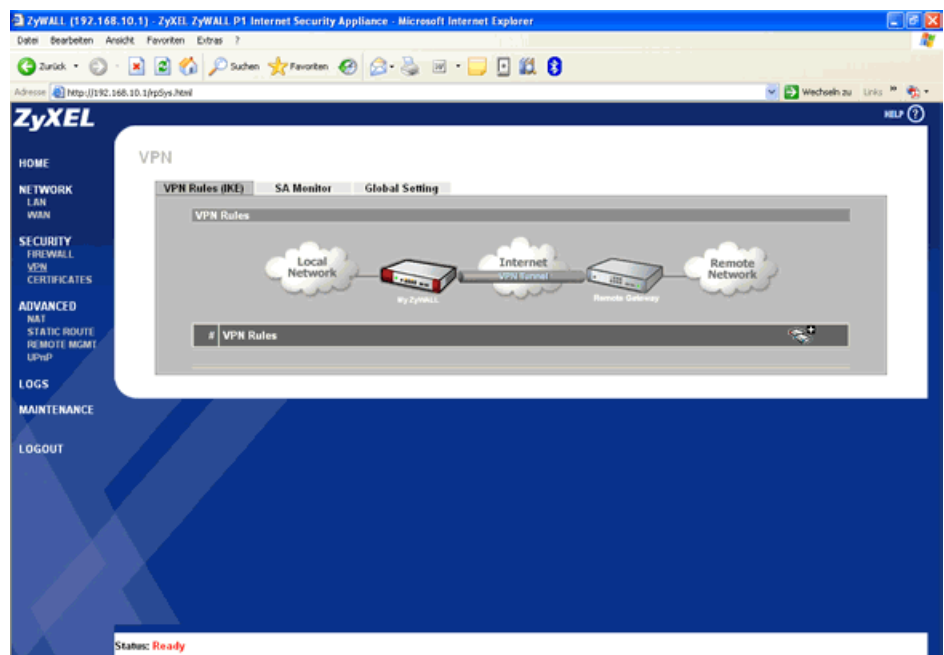 ZyWALL (192.168.10.1) - ZyXEL ZyWALL P1 Internet Security Appliance - Microsoft Internet Explorer
Datei Bearbeiten Ansicht Favoriten Extras ?
Zurück Suchen Favoriten
Adresse http://192.168.10.1/rpSys.html Wechseln zu Links »
ZyXEL
HELP ?
HOME
NETWORK
LAN
WAN
SECURITY
FIREWALL
VPN
CERTIFICATES
ADVANCED
NAT
STATIC ROUTE
REMOTE MGMT
UPnP
LOGS
MAINTENANCE
LOGOUT
VPN
VPN Rules (IKE) SA Monitor Global Setting
VPN Rules
Local Network
Internet
VPN Tunnel
Remote Network
My ZyWALL
Remote Gateway
# VPN Rules
Status: Ready